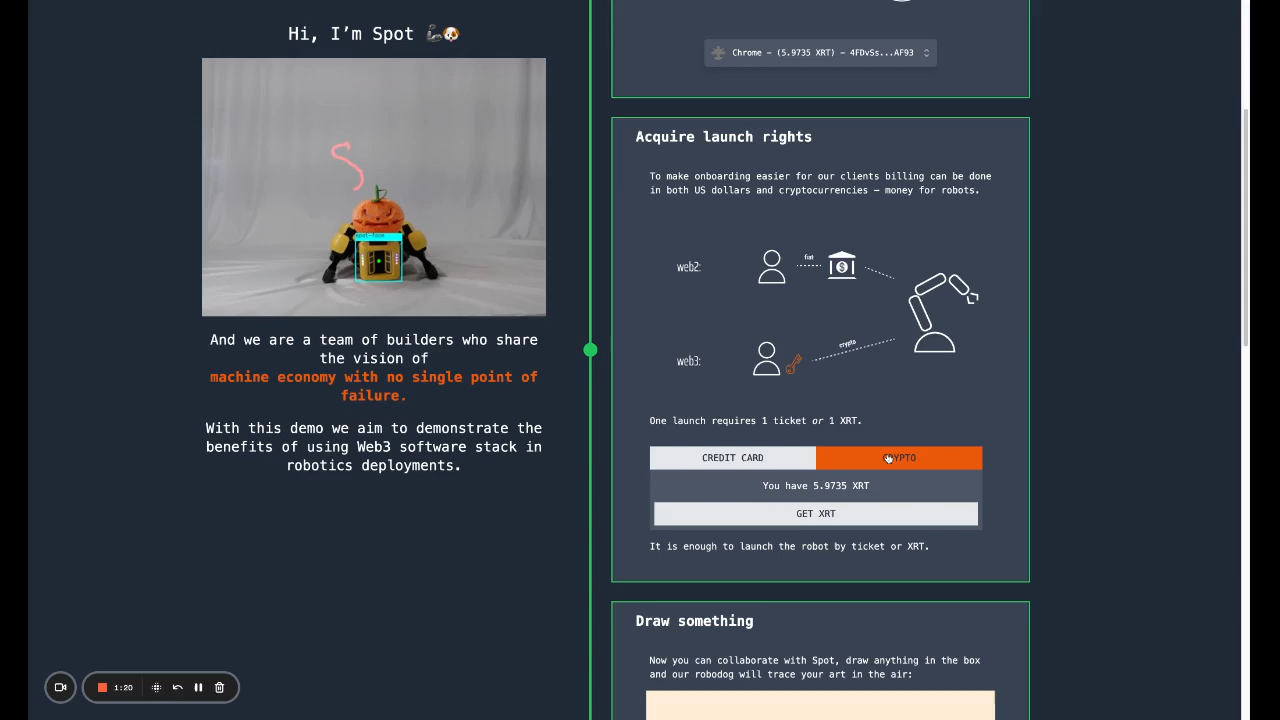 Hi, I’m Spot 🦾🐶
spot-face
And we are a team of builders who share
the vision of
machine economy with no single point of
failure.
With this demo we aim to demonstrate the
benefits of using Web3 software stack in
robotics deployments.
Chrome – (5.9735 XRT) – 4FDvSs...AF93
Acquire launch rights
To make onboarding easier for our clients billing can be done
in both US dollars and cryptocurrencies – money for robots.
web2:
fiat
$
web3:
crypto
One launch requires 1 ticket or 1 XRT.
CREDIT CARD
CRYPTO
You have 5.9735 XRT
GET XRT
It is enough to launch the robot by ticket or XRT.
Draw something
Now you can collaborate with Spot, draw anything in the box
and our robodog will trace your art in the air:
1:20